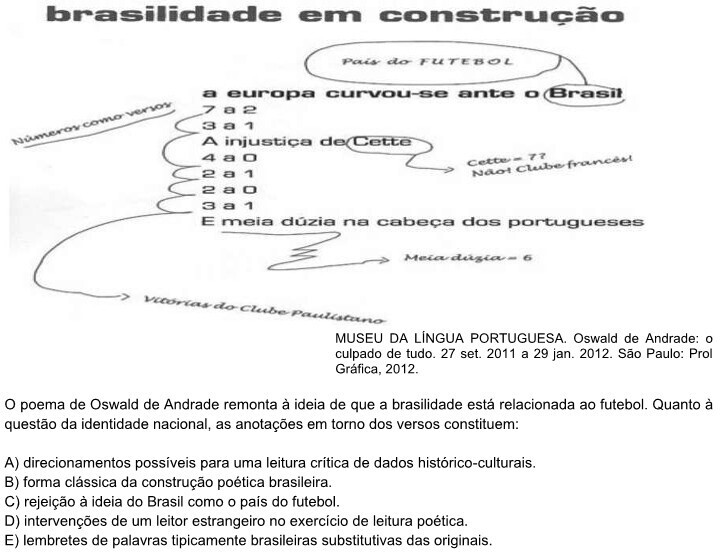 brasilidade em construção
País do FUTEBOL
a europa curvou-se ante o Brasil
Números como versos
7 a 2
3 a 1
A injustiça de Cette
4 a 0
Cette = 7?
Não! Clube francês!
2 a 1
2 a 0
3 a 1
E meia dúzia na cabeça dos portugueses
Meia dúzia = 6
Vitórias do Clube Paulistano
MUSEU DA LÍNGUA PORTUGUESA. Oswald de Andrade: o
culpado de tudo. 27 set. 2011 a 29 jan. 2012. São Paulo: Prol
Gráfica, 2012.
O poema de Oswald de Andrade remonta à ideia de que a brasilidade está relacionada ao futebol. Quanto à
questão da identidade nacional, as anotações em torno dos versos constituem:
A) direcionamentos possíveis para uma leitura crítica de dados histórico-culturais.
B) forma clássica da construção poética brasileira.
C) rejeição à ideia do Brasil como o país do futebol.
D) intervenções de um leitor estrangeiro no exercício de leitura poética.
E) lembretes de palavras tipicamente brasileiras substitutivas das originais.